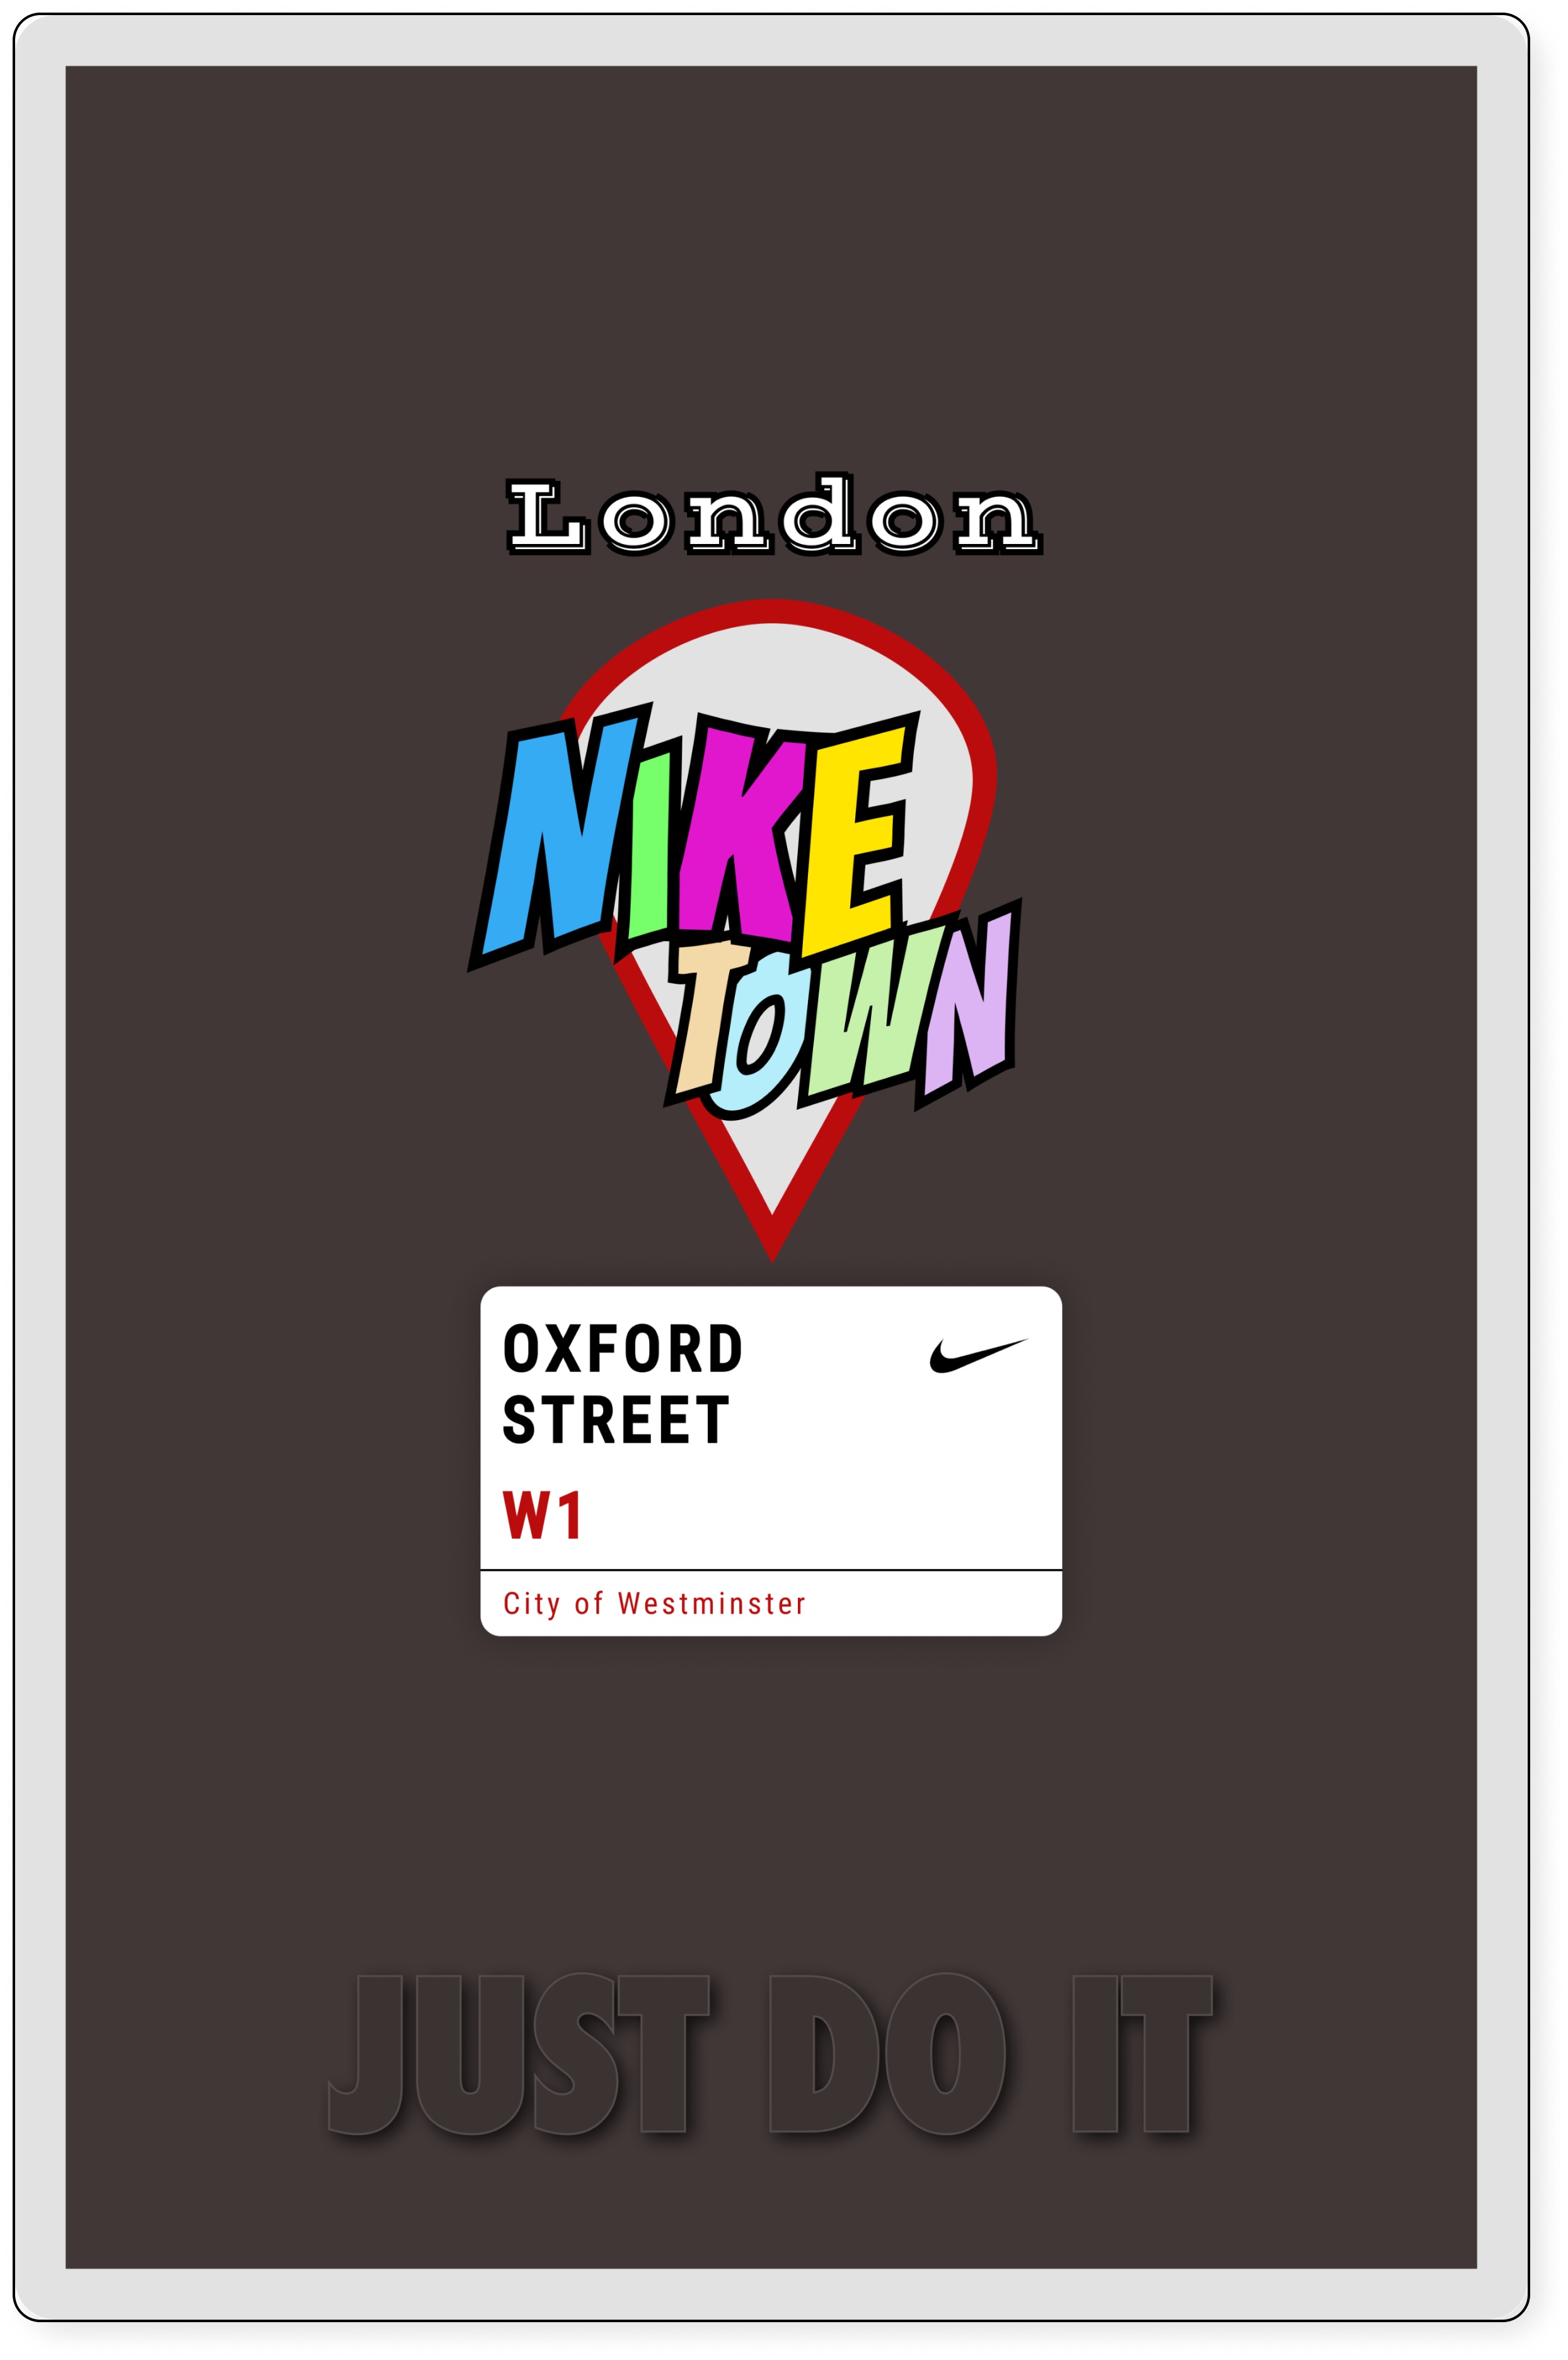 London
NIKE
TOWN
OXFORD
STREET
W1
City of Westminster
JUST DO IT